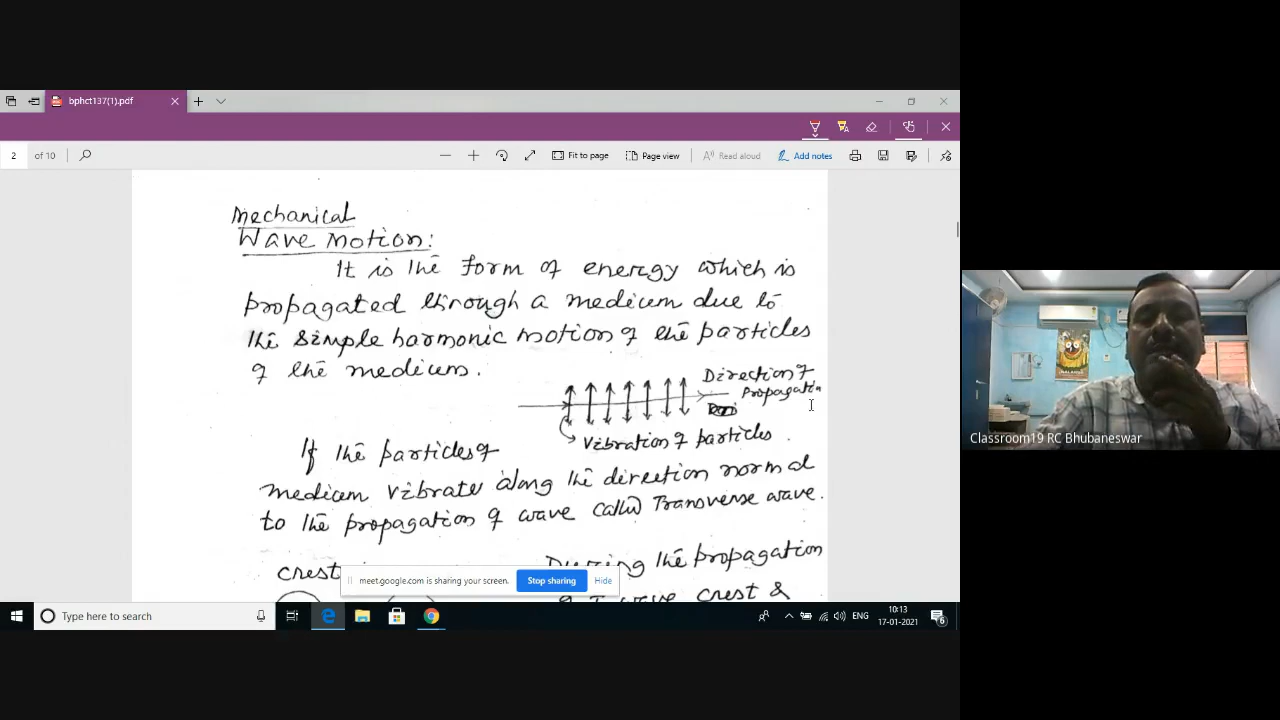 bphct137(1).pdf
2 of 10
Fit to page
Page view
Read aloud
Add notes
Mechanical
Wave Motion:
It is the form of energy which is
propagated through a medium due to
the simple harmonic motion of the particles
of the medium.
Direction of
Propagation
Vibration of particles
If the particles of
medium vibrate along the direction normal
to the propagation of wave called Transverse wave.
crest
During the propagation
of T. wave crest &
meet.google.com is sharing your screen.
Stop sharing
Hide
Type here to search
ENG
10:13
17-01-2021
6
Classroom19 RC Bhubaneswar